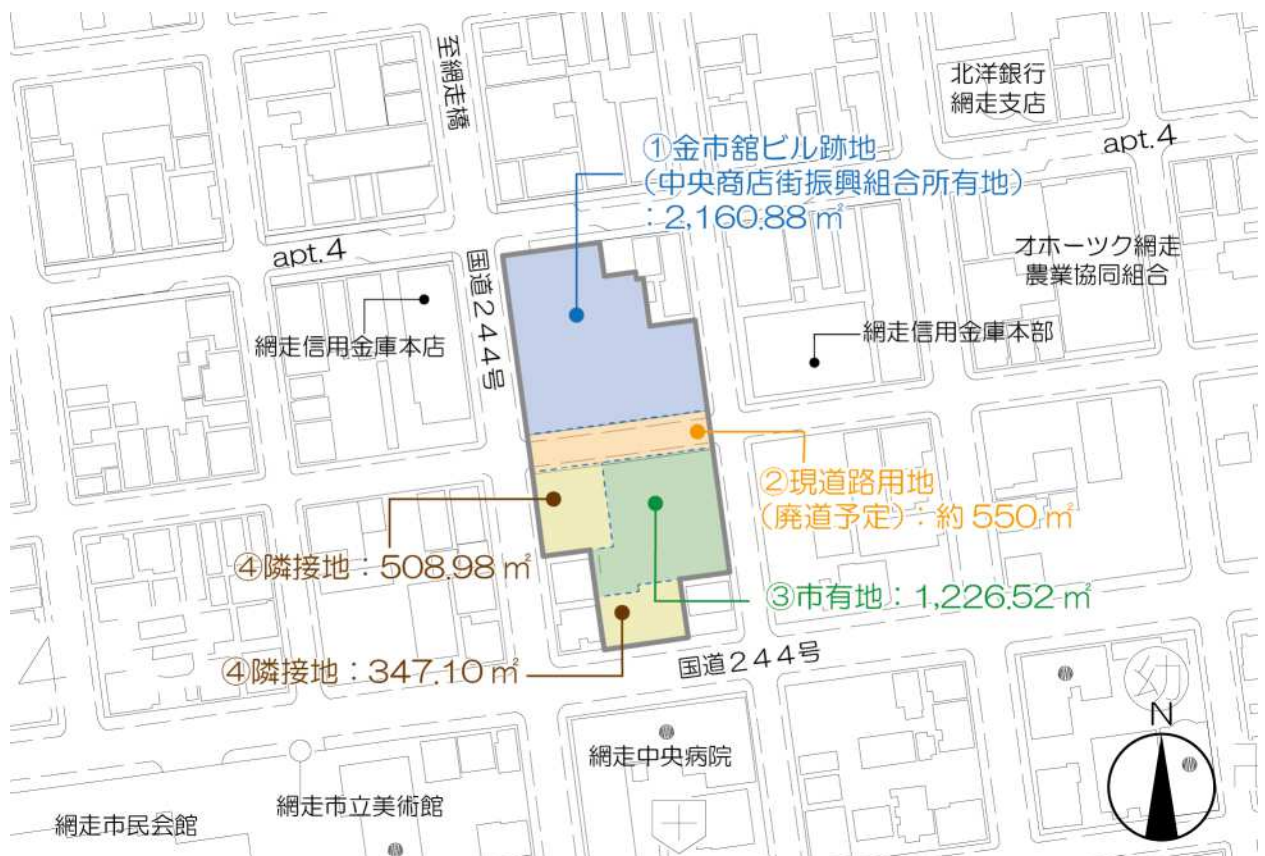 至網走橋
北洋銀行
網走支店
apt.4
①金市舘ビル跡地
(中央商店街振興組合所有地)
:2,160.88㎡
apt.4
国道244号
オホーツク網走
農業協同組合
網走信用金庫本店
網走信用金庫本部
②現道路用地
(廃道予定):約550㎡
④隣接地:508.98㎡
③市有地:1,226.52㎡
④隣接地:347.10㎡
国道244号
幼
N
網走中央病院
網走市立美術館
網走市民会館